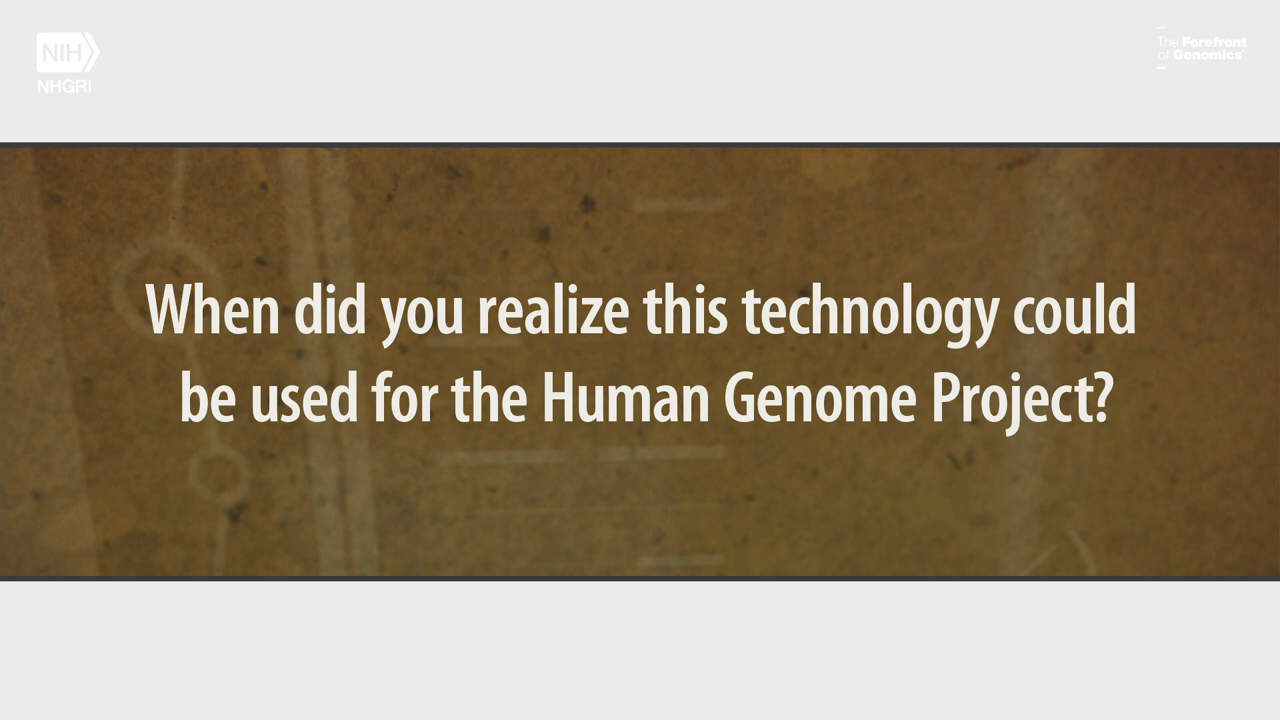 NIH
NHGRI
The Forefront
of Genomics®
When did you realize this technology could
be used for the Human Genome Project?